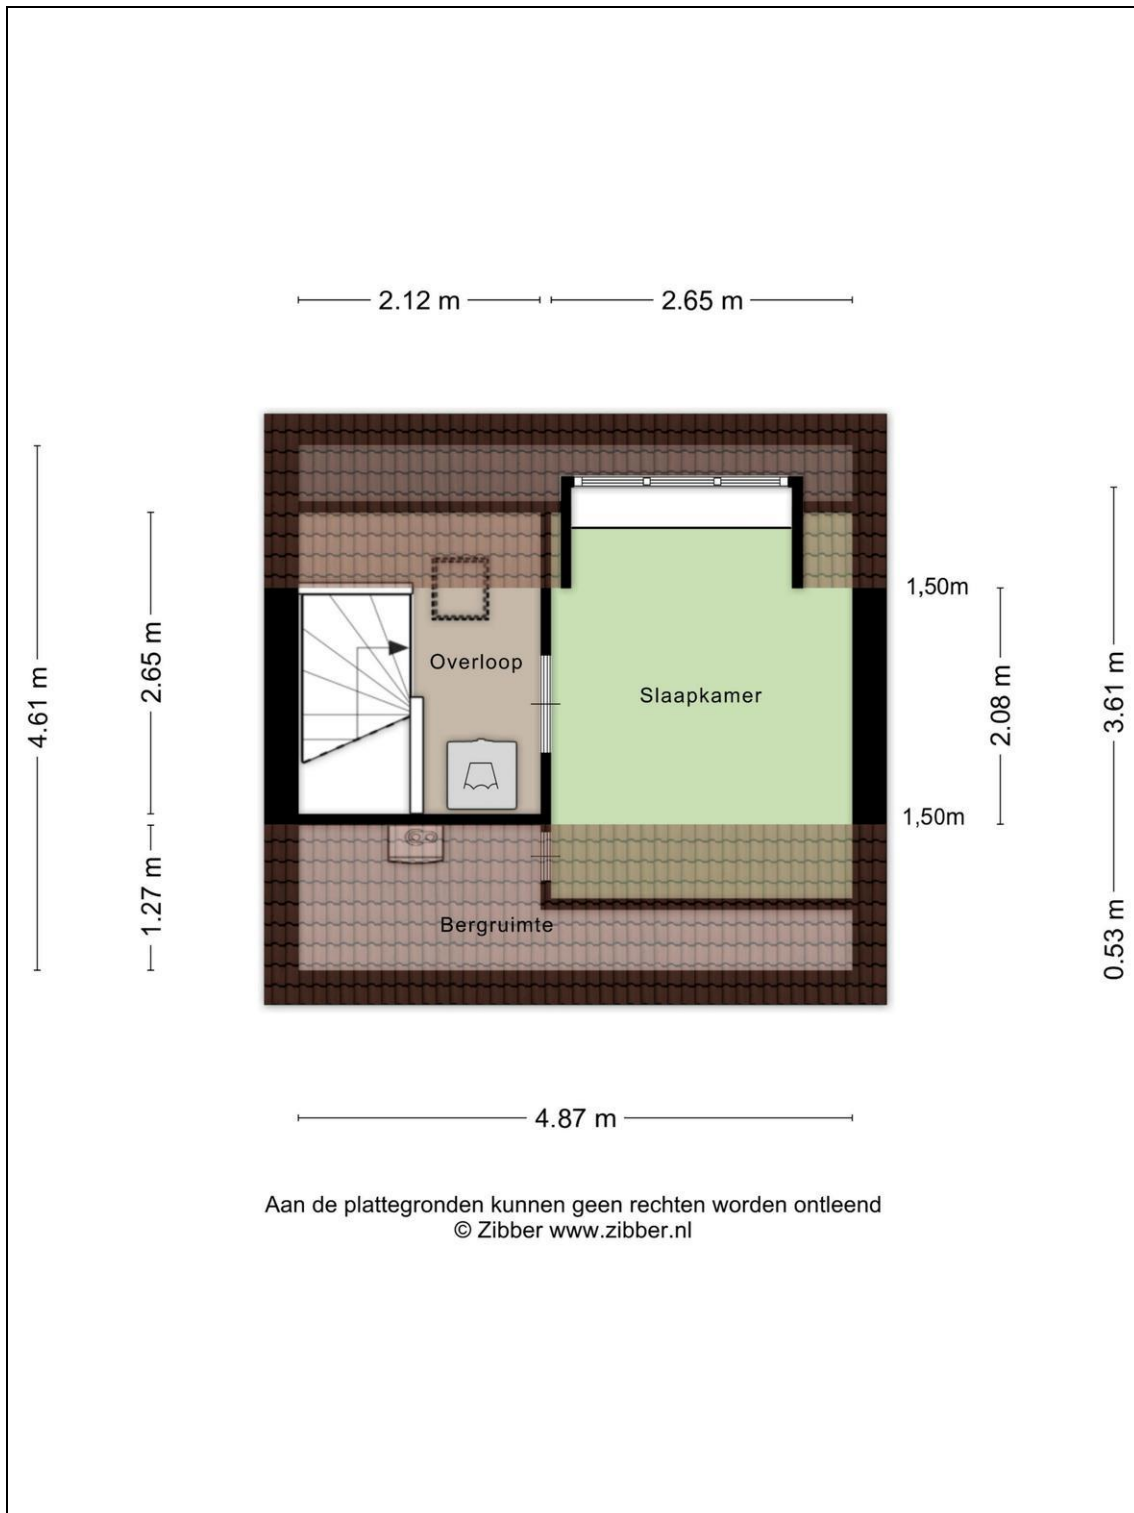 2.12 m
2.65 m
1,50m
4.61 m
2.65 m
Overloop
Slaapkamer
2.08 m
3.61 m
1,50m
1.27 m
Bergruimte
0.53 m
4.87 m
Aan de plattegronden kunnen geen rechten worden ontleend
© Zibber www.zibber.nl